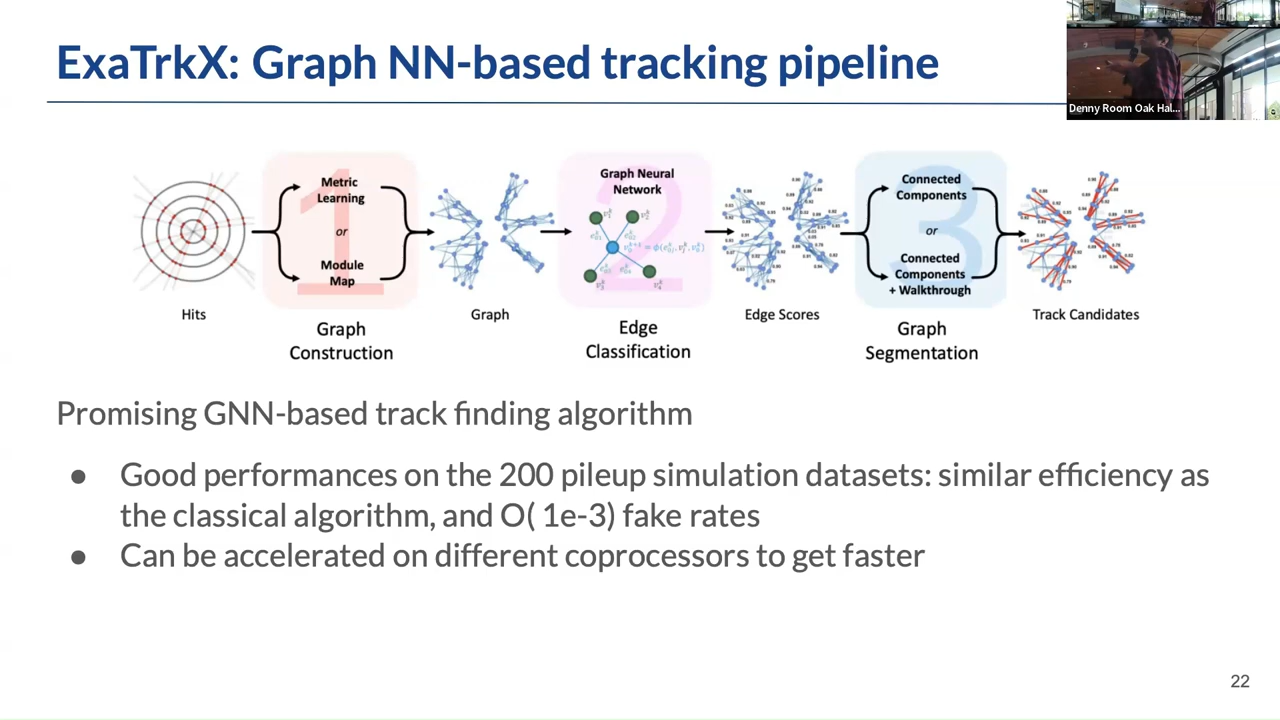 ExaTrkX: Graph NN-based tracking pipeline
Denny Room Oak Hal...
1
Metric
Learning
or
Module
Map
2
Graph Neural
Network
3
Connected
Components
or
Connected
Components
+ Walkthrough
Hits
Graph
Construction
Graph
Edge
Classification
Edge Scores
Graph
Segmentation
Track Candidates
Promising GNN-based track finding algorithm
● Good performances on the 200 pileup simulation datasets: similar efficiency as
the classical algorithm, and O( 1e-3) fake rates
● Can be accelerated on different coprocessors to get faster
22